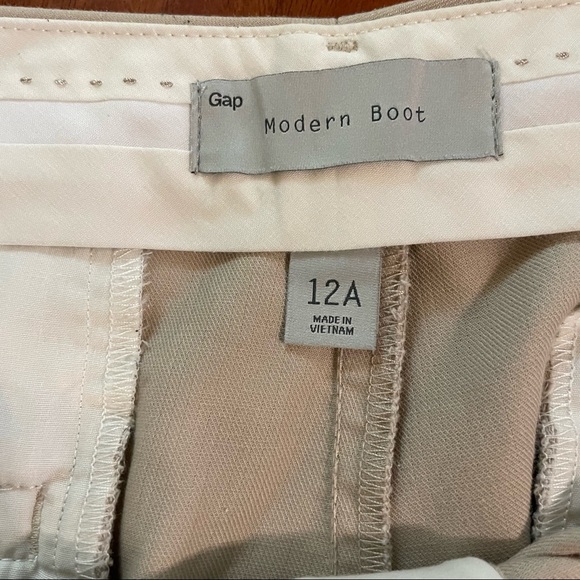 Gap
Modern Boot
12A
MADE IN
VIETNAM